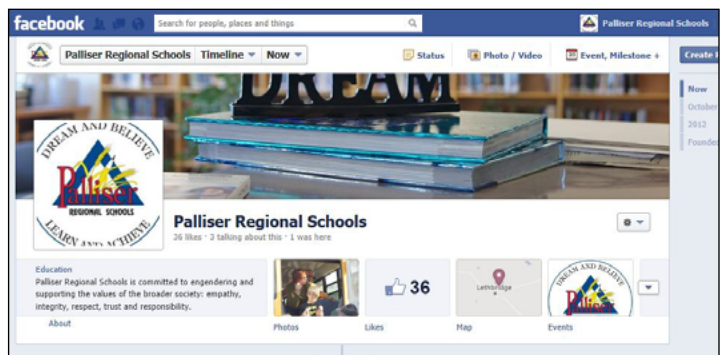 facebook Search for people, places and things Palliser Regional Schools
Palliser Regional Schools Timeline Now Status Photo / Video Event, Milestone + Create
Now
October
2012
Founded
DREAM
DREAM AND BELIEVE
Palliser
REGIONAL SCHOOLS
LEARN AND ACHIEVE
Palliser Regional Schools
36 likes · 3 talking about this · 1 was here
Education
Palliser Regional Schools is committed to engendering and
supporting the values of the broader society: empathy,
integrity, respect, trust and responsibility.
About
Photos
36
Likes
Lethbridge
Map
DREAM AND BELIEVE
Palliser
Events